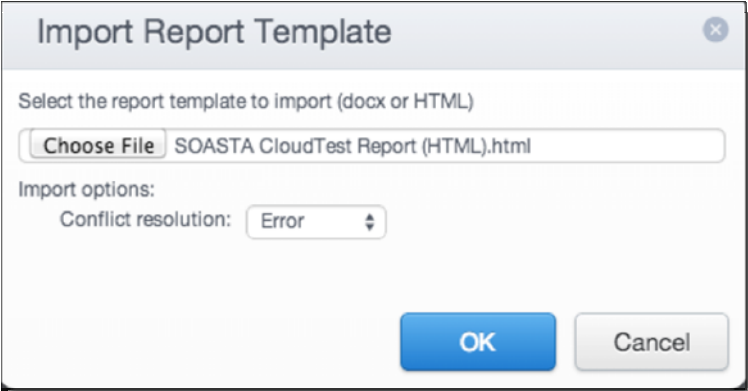 Import Report Template
Select the report template to import (docx or HTML)
Choose File SOASTA CloudTest Report (HTML).html
Import options:
Conflict resolution: Error
OK Cancel